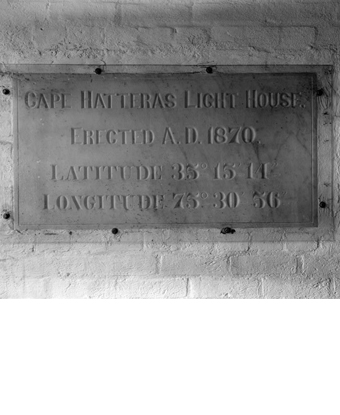 CAPE HATTERAS LIGHT HOUSE.
ERECTED A.D. 1870.
LATITUDE 35° 15' 14"
LONGITUDE 75° 30' 56"